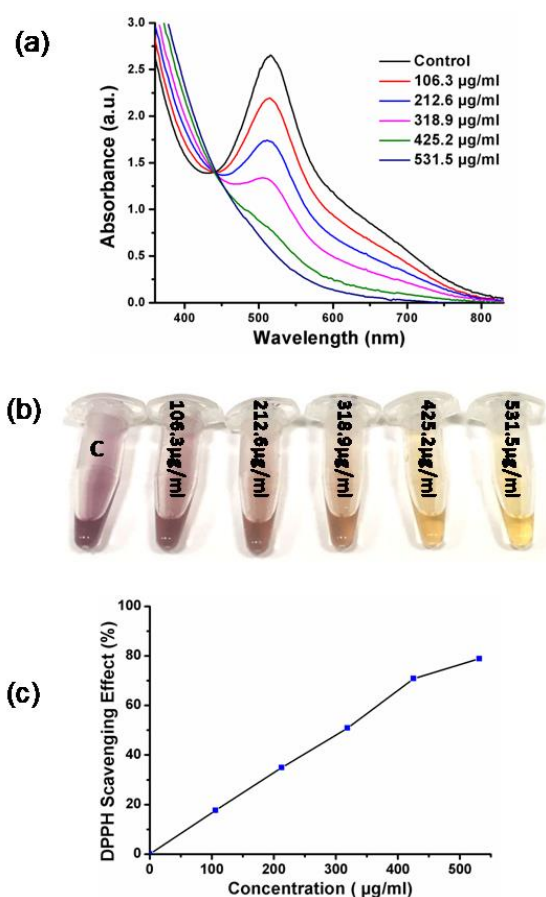 (a)
3.0
2.5
2.0
1.5
1.0
0.5
0.0
Absorbance (a.u.)
Control
106.3 µg/ml
212.6 µg/ml
318.9 µg/ml
425.2 µg/ml
531.5 µg/ml
400 500 600 700 800
Wavelength (nm)
(b)
C
106.3µg/ml
212.6µg/ml
318.9µg/ml
425.2µg/ml
531.5µg/ml
(c)
100
80
60
40
20
0
DPPH Scavenging Effect (%)
0 100 200 300 400 500
Concentration ( µg/ml)